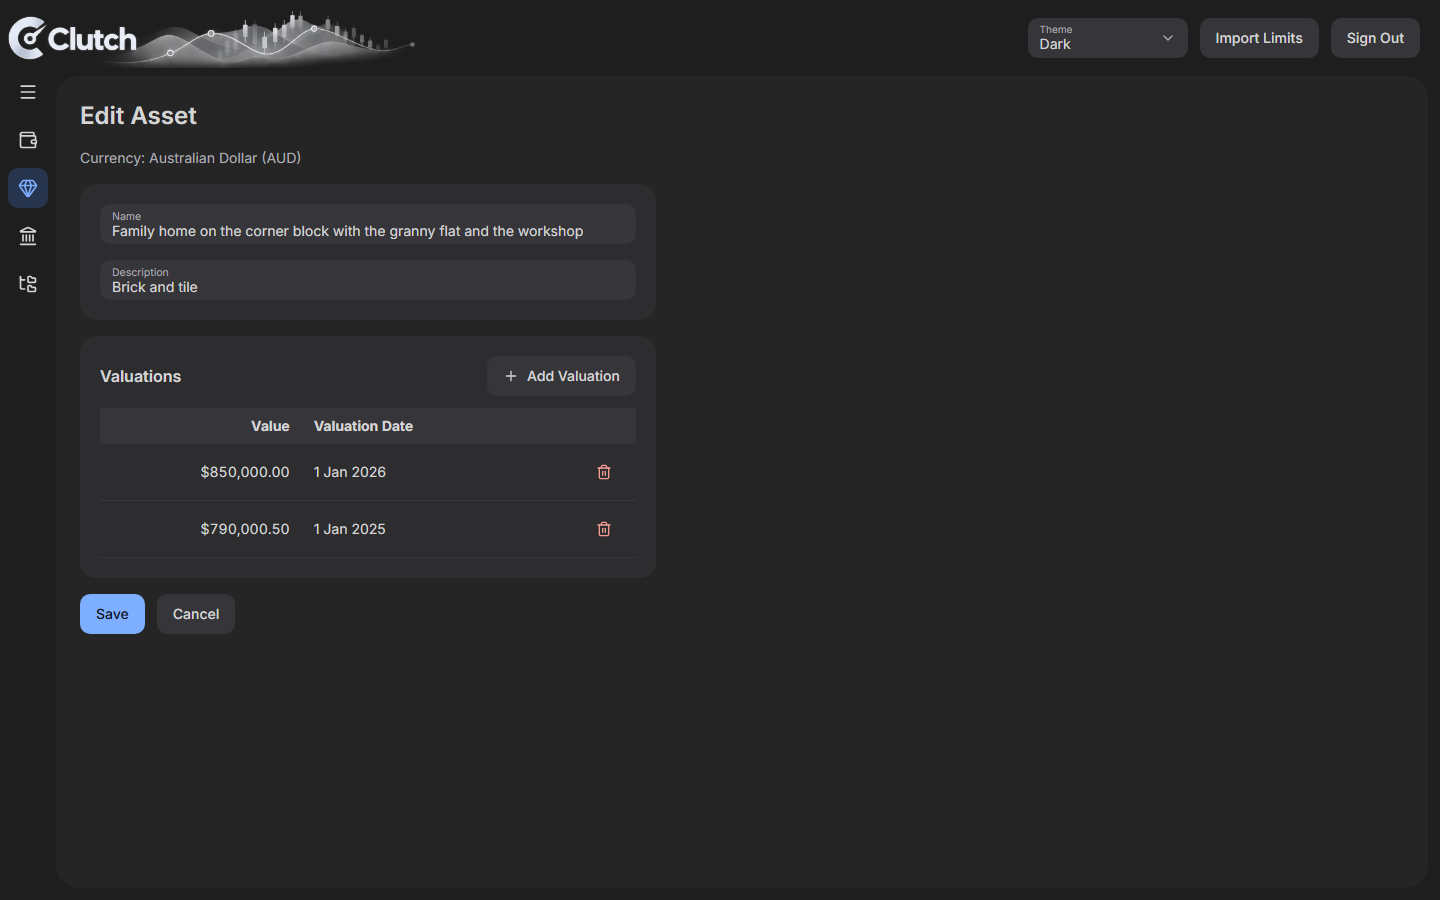 Clutch
Theme
Dark
Import Limits
Sign Out
Edit Asset
Currency: Australian Dollar (AUD)
Name
Family home on the corner block with the granny flat and the workshop
Description
Brick and tile
Valuations
Add Valuation
Value Valuation Date
$850,000.00 1 Jan 2026
$790,000.50 1 Jan 2025
Save Cancel